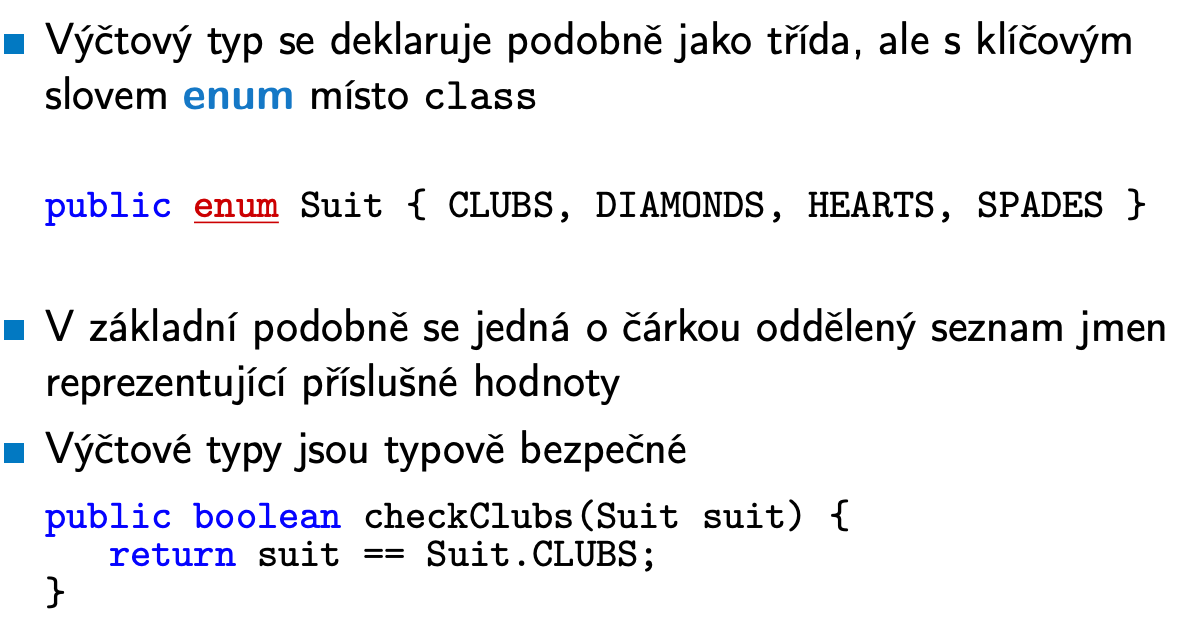 Výčtový typ se deklaruje podobně jako třída, ale s klíčovým
slovem enum místo class
public enum Suit { CLUBS, DIAMONDS, HEARTS, SPADES }
V základní podobně se jedná o čárkou oddělený seznam jmen
reprezentující příslušné hodnoty
Výčtové typy jsou typově bezpečné
public boolean checkClubs(Suit suit) {
return suit == Suit.CLUBS;
}